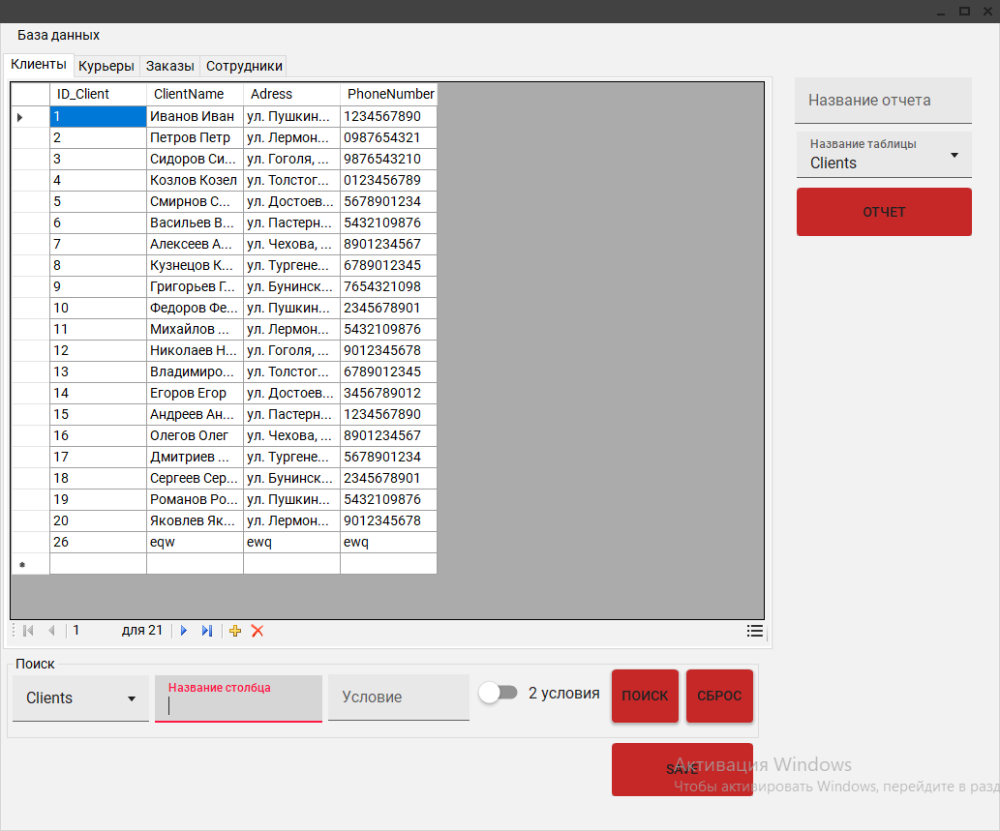 База данных
Клиенты Курьеры Заказы Сотрудники
ID_Client ClientName Adress PhoneNumber
1 Иванов Иван ул. Пушкин... 1234567890
2 Петров Петр ул. Лермон... 0987654321
3 Сидоров Си... ул. Гоголя, ... 9876543210
4 Козлов Козел ул. Толстог... 0123456789
5 Смирнов С... ул. Достоев... 5678901234
6 Васильев В... ул. Пастерн... 5432109876
7 Алексеев А... ул. Чехова, ... 8901234567
8 Кузнецов К... ул. Тургене... 6789012345
9 Григорьев Г... ул. Бунинск... 7654321098
10 Федоров Фе... ул. Пушкин... 2345678901
11 Михайлов ... ул. Лермон... 5432109876
12 Николаев Н... ул. Гоголя, ... 9012345678
13 Владимиро... ул. Толстог... 6789012345
14 Егоров Егор ул. Достоев... 3456789012
15 Андреев Ан... ул. Пастерн... 1234567890
16 Олегов Олег ул. Чехова, ... 8901234567
17 Дмитриев ... ул. Тургене... 5678901234
18 Сергеев Сер... ул. Бунинск... 2345678901
19 Романов Ро... ул. Пушкин... 5432109876
20 Яковлев Як... ул. Лермон... 9012345678
26 eqw ewq ewq
1 для 21
Название отчета
Название таблицы
Clients
ОТЧЕТ
Поиск
Clients
Название столбца
Условие
2 условия
ПОИСК
СБРОС
SAVE
Активация Windows
Чтобы активировать Windows, перейдите в разд